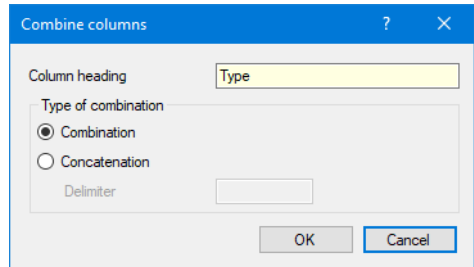 Combine columns ?
Column heading Type
Type of combination
Combination
Concatenation
Delimiter
OK Cancel